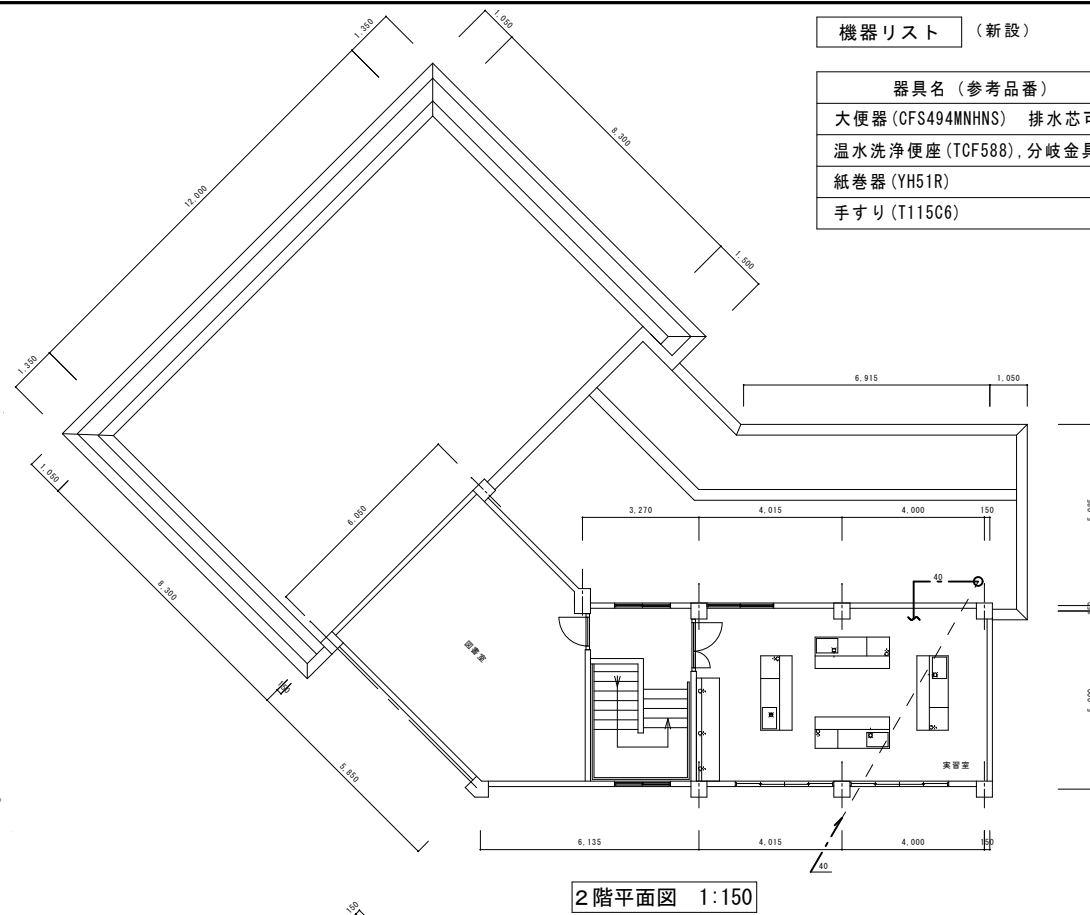 機器リスト （新設）
器具名（参考品番）
大便器(CFS494MNHNS) 排水芯
温水洗浄便座(TCF588),分岐金具
紙巻器(YH51R)
手すり(T115C6)
1,350
1,050
12,000
8,300
1,500
1,350
6,915
1,050
1,050
6,050
3,270
4,015
4,000
150
40
8,300
図書室
5,850
実習室
6,135
4,015
4,000
150
40
２階平面図 1:150
150